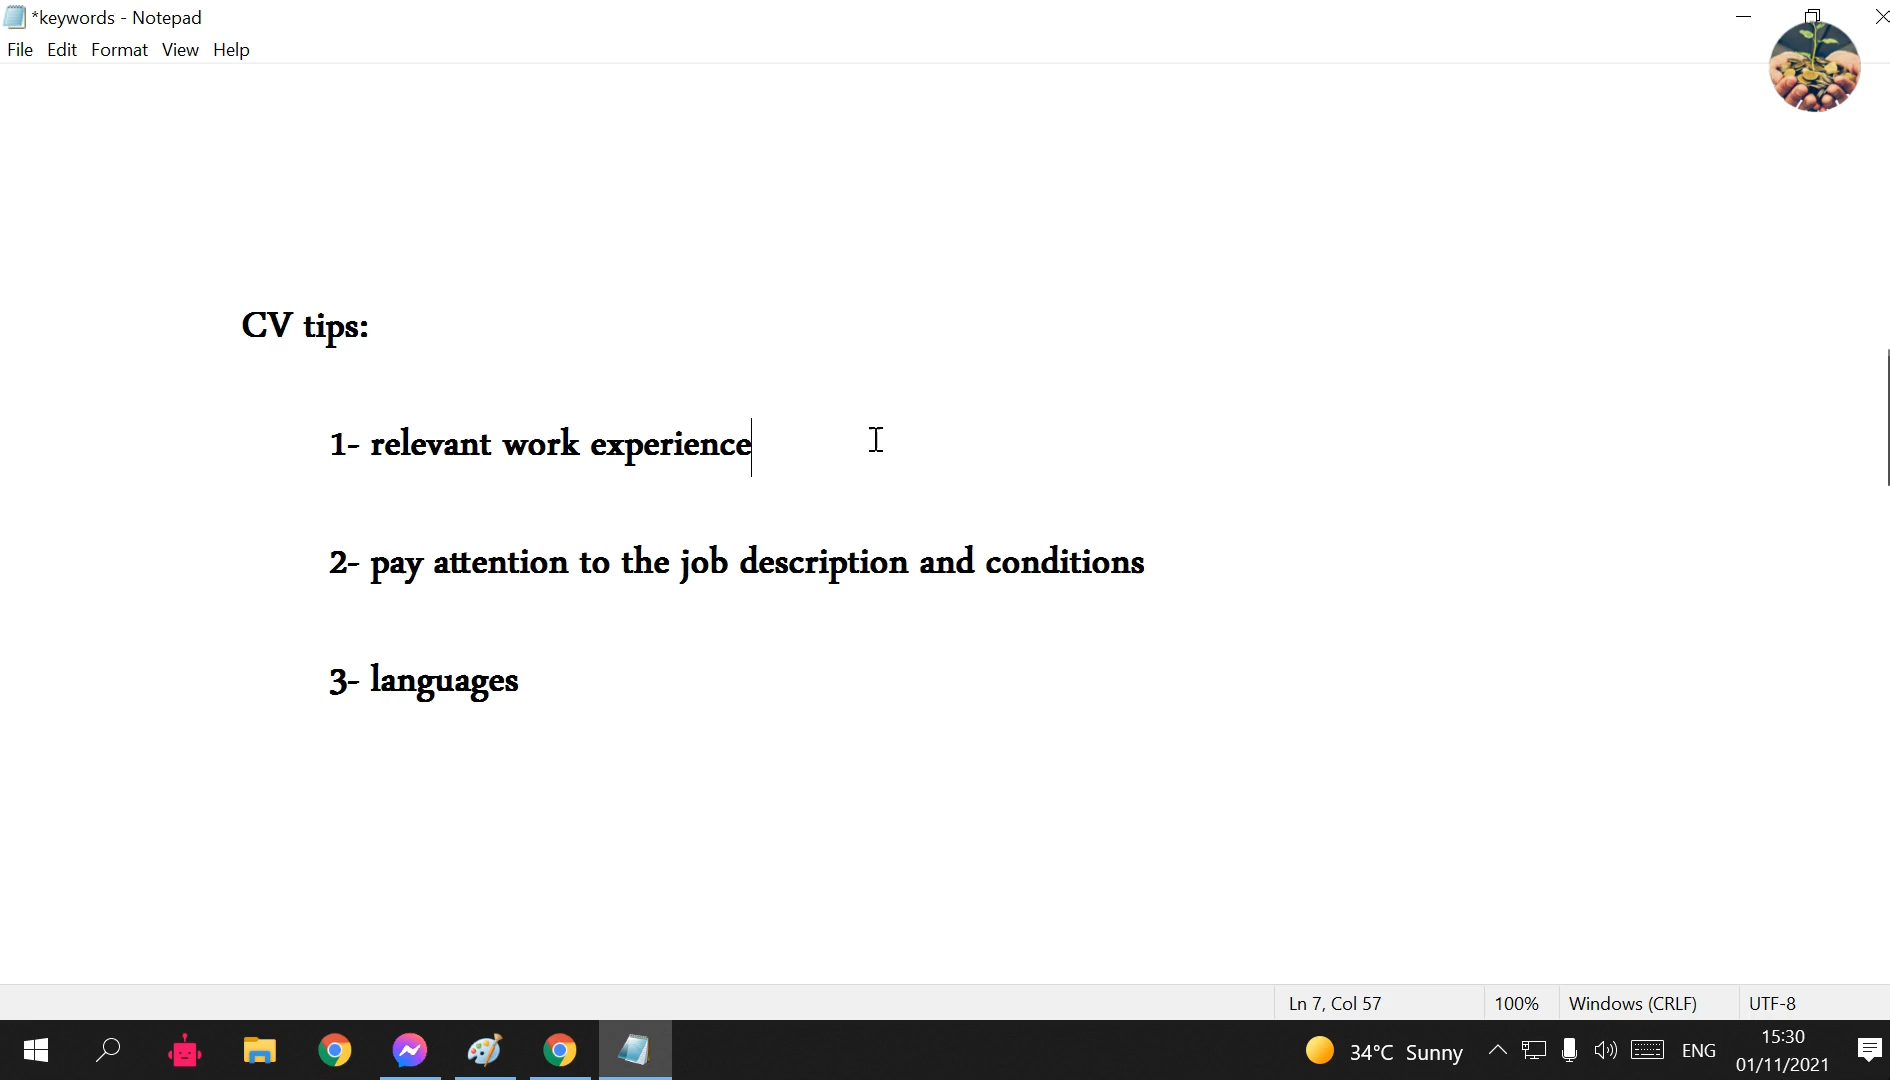 *keywords - Notepad
File Edit Format View Help
CV tips:
1- relevant work experience
2- pay attention to the job description and conditions
3- languages
Ln 7, Col 57 100% Windows (CRLF) UTF-8
34°C Sunny ENG 15:30
01/11/2021